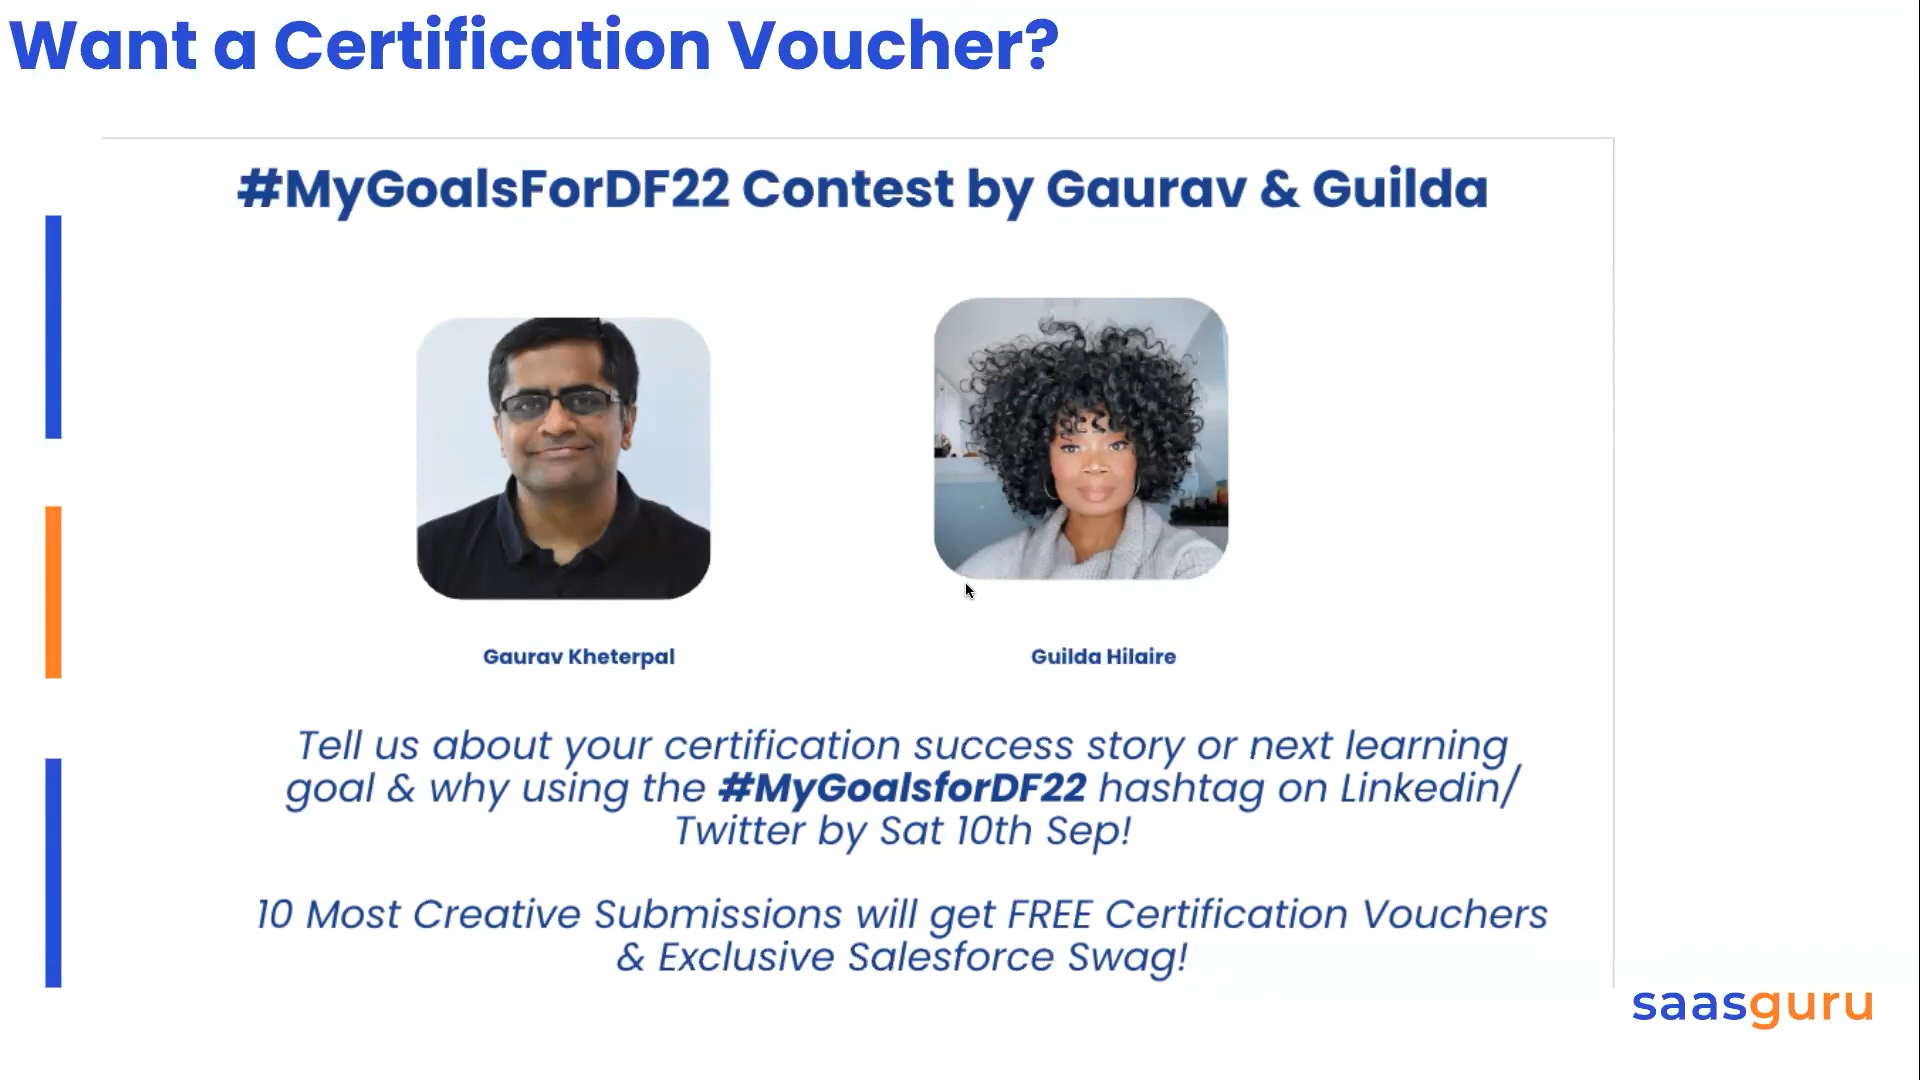 Want a Certification Voucher?
#MyGoalsForDF22 Contest by Gaurav & Guilda
Gaurav Kheterpal
Guilda Hilaire
Tell us about your certification success story or next learning
goal & why using the #MyGoalsforDF22 hashtag on Linkedin/
Twitter by Sat 10th Sep!
10 Most Creative Submissions will get FREE Certification Vouchers
& Exclusive Salesforce Swag!
saasguru